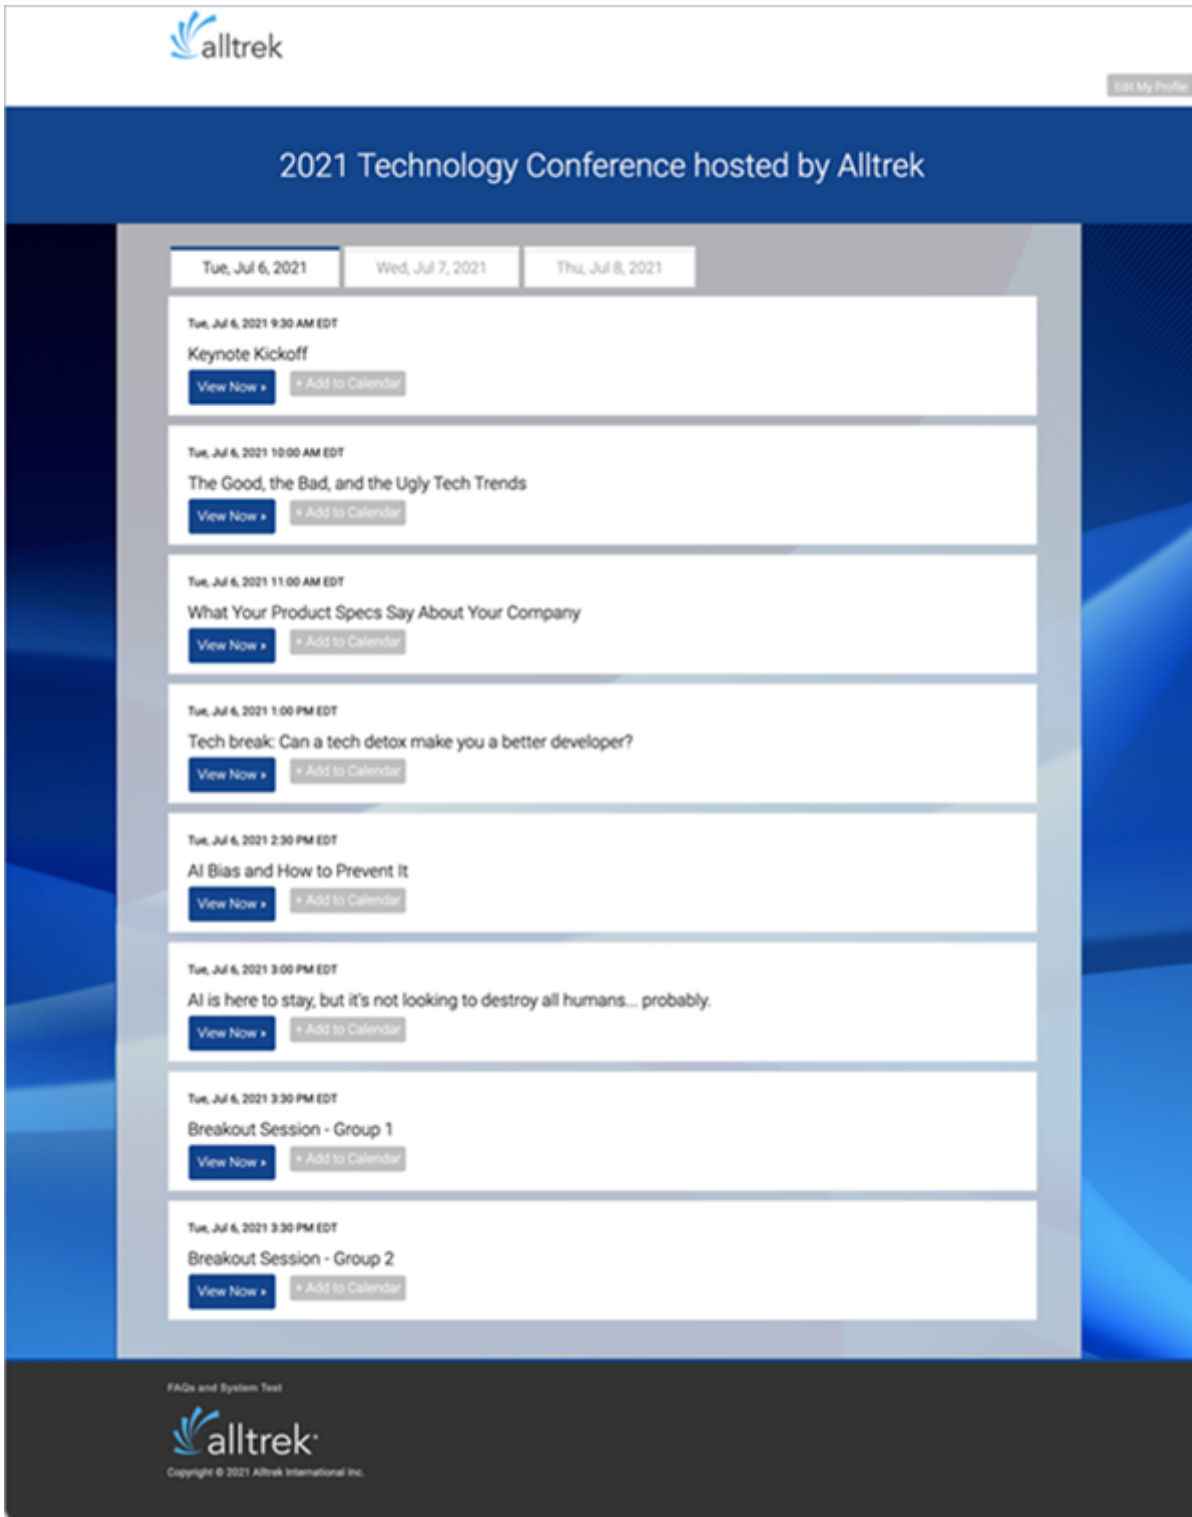 alltrek
Edit My Profile
2021 Technology Conference hosted by Alltrek
Tue, Jul 6, 2021 Wed, Jul 7, 2021 Thu, Jul 8, 2021
Tue, Jul 6, 2021 9:30 AM EDT
Keynote Kickoff
View Now » + Add to Calendar
Tue, Jul 6, 2021 10:00 AM EDT
The Good, the Bad, and the Ugly Tech Trends
View Now » + Add to Calendar
Tue, Jul 6, 2021 11:00 AM EDT
What Your Product Specs Say About Your Company
View Now » + Add to Calendar
Tue, Jul 6, 2021 1:00 PM EDT
Tech break: Can a tech detox make you a better developer?
View Now » + Add to Calendar
Tue, Jul 6, 2021 2:30 PM EDT
AI Bias and How to Prevent It
View Now » + Add to Calendar
Tue, Jul 6, 2021 3:00 PM EDT
AI is here to stay, but it's not looking to destroy all humans... probably.
View Now » + Add to Calendar
Tue, Jul 6, 2021 3:30 PM EDT
Breakout Session - Group 1
View Now » + Add to Calendar
Tue, Jul 6, 2021 3:30 PM EDT
Breakout Session - Group 2
View Now » + Add to Calendar
FAQs and System Test
alltrek
Copyright © 2021 Alltrek International Inc.